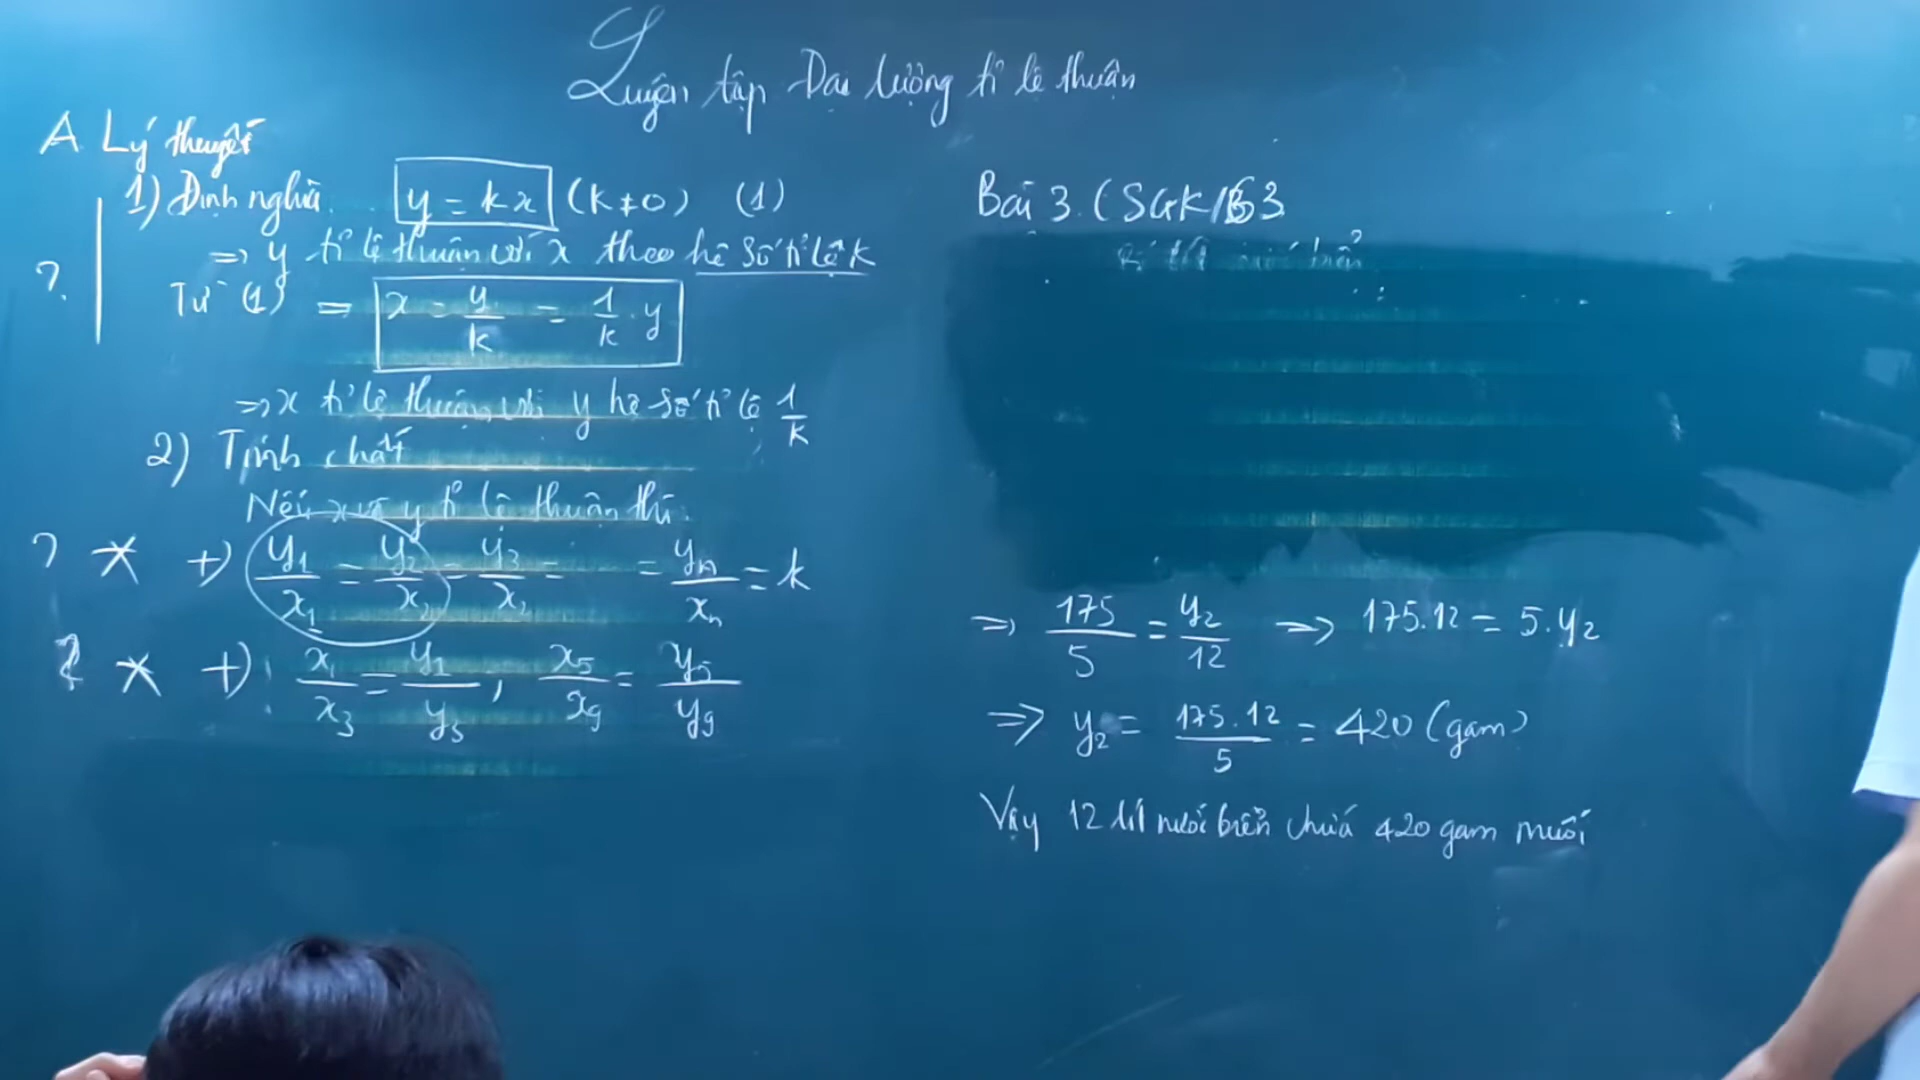 Luyện tập Đại lượng tỉ lệ thuận
A Lý thuyết
1) Định nghĩa y = kx (k≠0) (1)
=> y tỉ lệ thuận với x theo hệ số tỉ lệ k
?
Từ (1) = x = y/k = 1/k . y
=> x tỉ lệ thuận với y hệ số tỉ lệ 1/k
2) Tính chất
Nếu x và y tỉ lệ thuận thì
? * +) y1/x1 = y2/x2 = y3/x3 = = yn/xn = k
? * +) x1/x3 = y1/y3, x5/x9 = y5/y9
Bài 3. (SGK/63
=> 175/5 = y2/12 => 175.12 = 5.y2
=> y2 = 175.12/5 = 420 (gam)
Vậy 12 lít nước biển chứa 420 gam muối